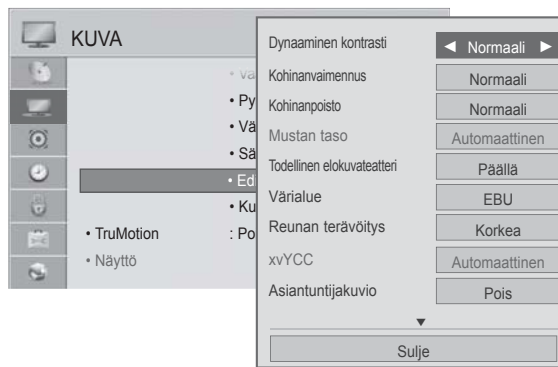 KUVA
• TruMotion : Po
• Näyttö
• Py
• Vä
• Sä
• Ed
• Ku
Dynaaminen kontrasti ◄ Normaali ►
Kohinanvaimennus Normaali
Kohinanpoisto Normaali
Mustan taso Automaattinen
Todellinen elokuvateatteri Päällä
Värialue EBU
Reunan terävöitys Korkea
xvYCC Automaattinen
Asiantuntijakuvio Pois
▼
Sulje